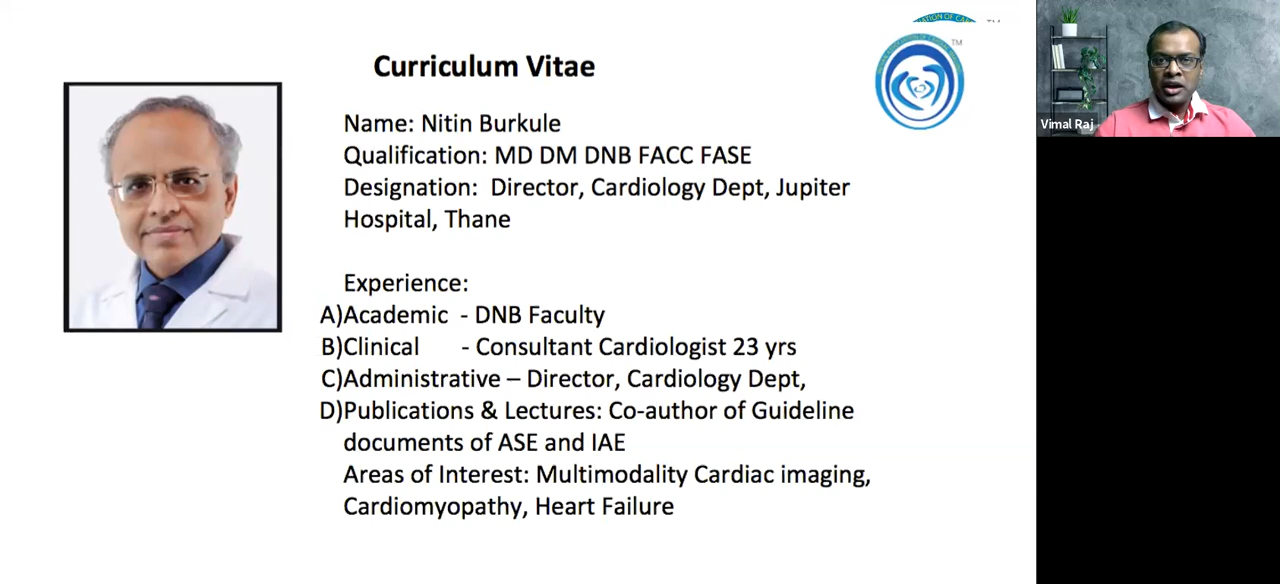 Curriculum Vitae
Name: Nitin Burkule
Qualification: MD DM DNB FACC FASE
Designation:  Director, Cardiology Dept, Jupiter
Hospital, Thane
Experience:
A)Academic  - DNB Faculty
B)Clinical      - Consultant Cardiologist 23 yrs
C)Administrative – Director, Cardiology Dept,
D)Publications & Lectures: Co-author of Guideline
documents of ASE and IAE
Areas of Interest: Multimodality Cardiac imaging,
Cardiomyopathy, Heart Failure
TM
TM
Vimal Raj